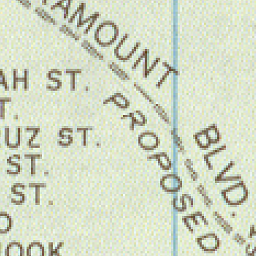 AMOUNT BLVD.
PROPOSED
AH ST.
T.
UZ ST.
ST.
ST.
O
OOK